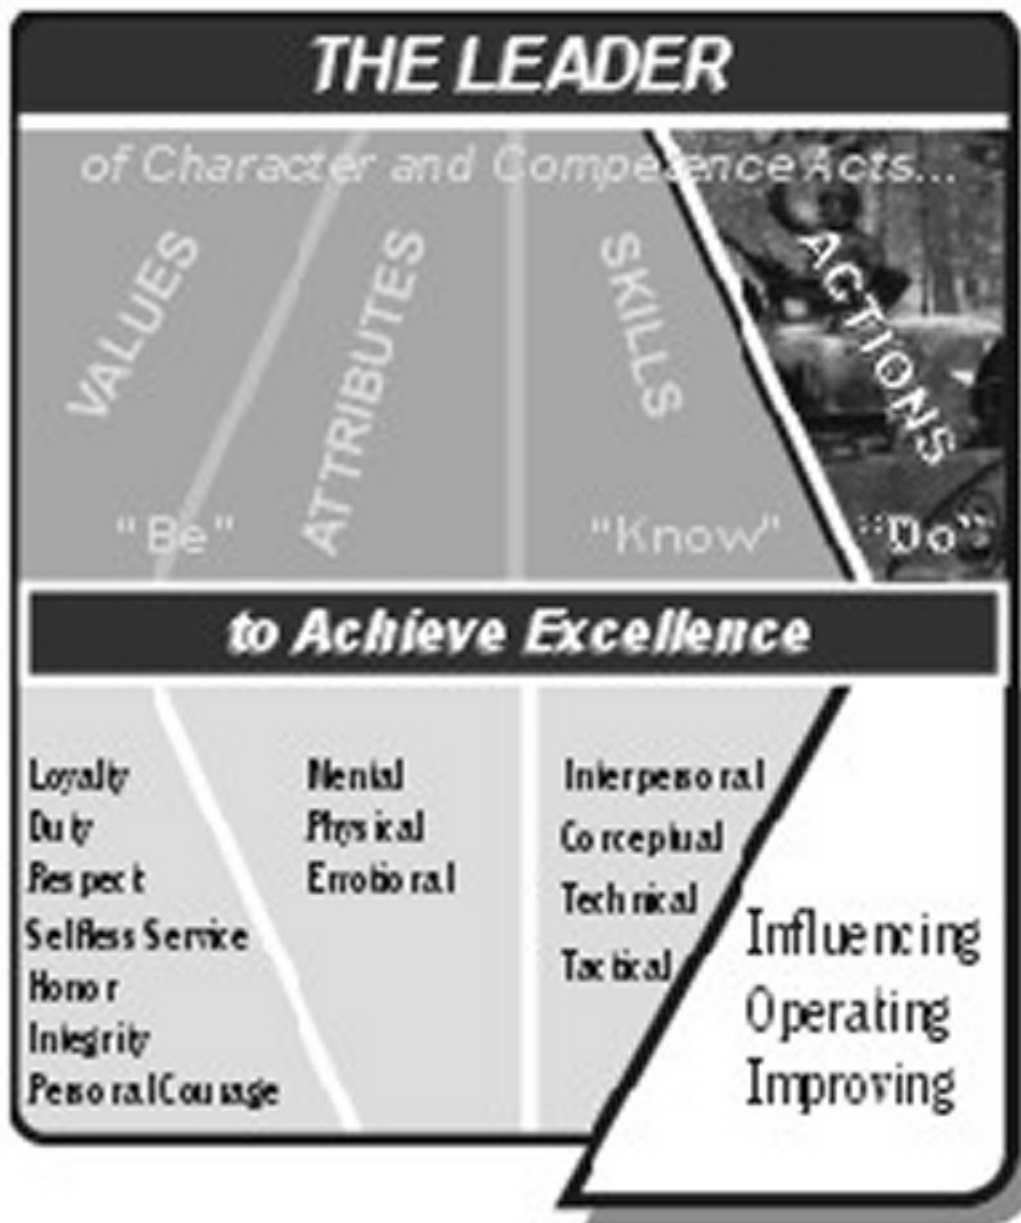 THE LEADER
of Character and Competence Acts...
VALUES
ATTRIBUTES
SKILLS
ACTIONS
"Be"
"Know"
"Do"
to Achieve Excellence
Loyalty
Duty
Respect
Selfless Service
Honor
Integrity
Personal Courage
Mental
Physical
Emotional
Interpersonal
Conceptual
Technical
Tactical
Influencing
Operating
Improving